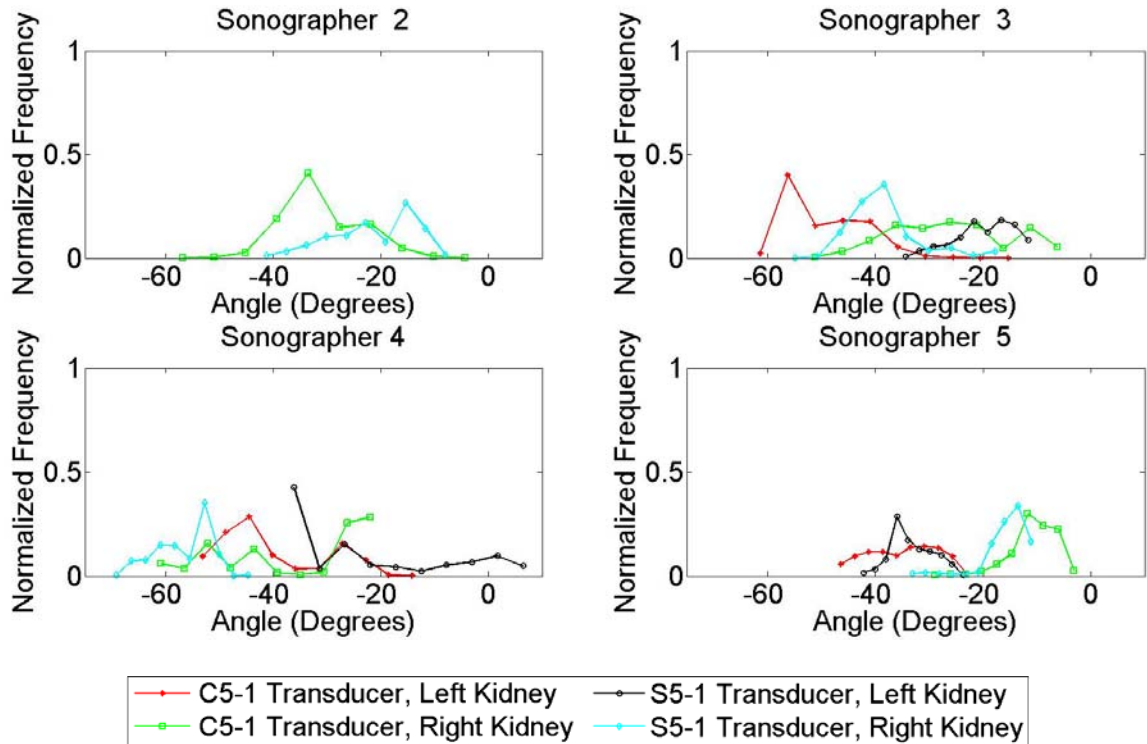 Sonographer 2
Normalized Frequency
1
0.5
0
-60
-40
-20
0
Angle (Degrees)
Sonographer 3
Normalized Frequency
1
0.5
0
-60
-40
-20
0
Angle (Degrees)
Sonographer 4
Normalized Frequency
1
0.5
0
-60
-40
-20
0
Angle (Degrees)
Sonographer 5
Normalized Frequency
1
0.5
0
-60
-40
-20
0
Angle (Degrees)
C5-1 Transducer, Left Kidney
C5-1 Transducer, Right Kidney
S5-1 Transducer, Left Kidney
S5-1 Transducer, Right Kidney